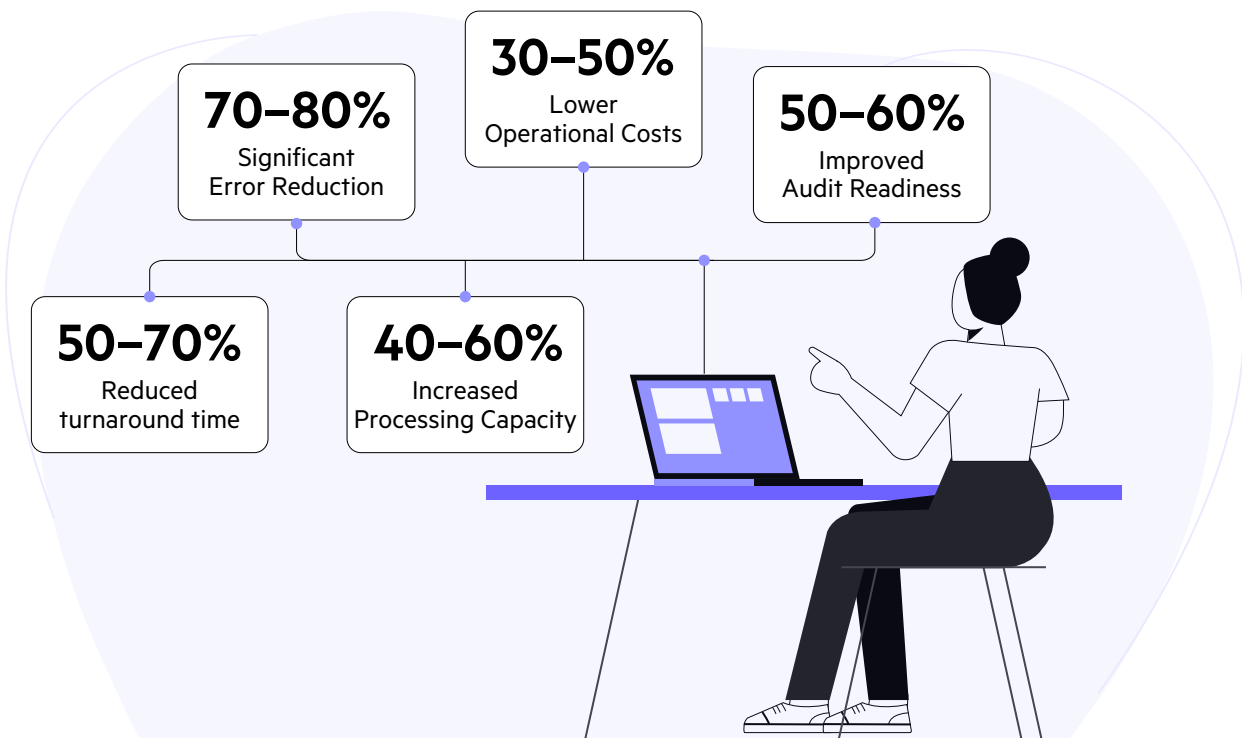 30–50%
Lower
Operational Costs
70–80%
Significant
Error Reduction
50–60%
Improved
Audit Readiness
50–70%
Reduced
turnaround time
40–60%
Increased
Processing Capacity